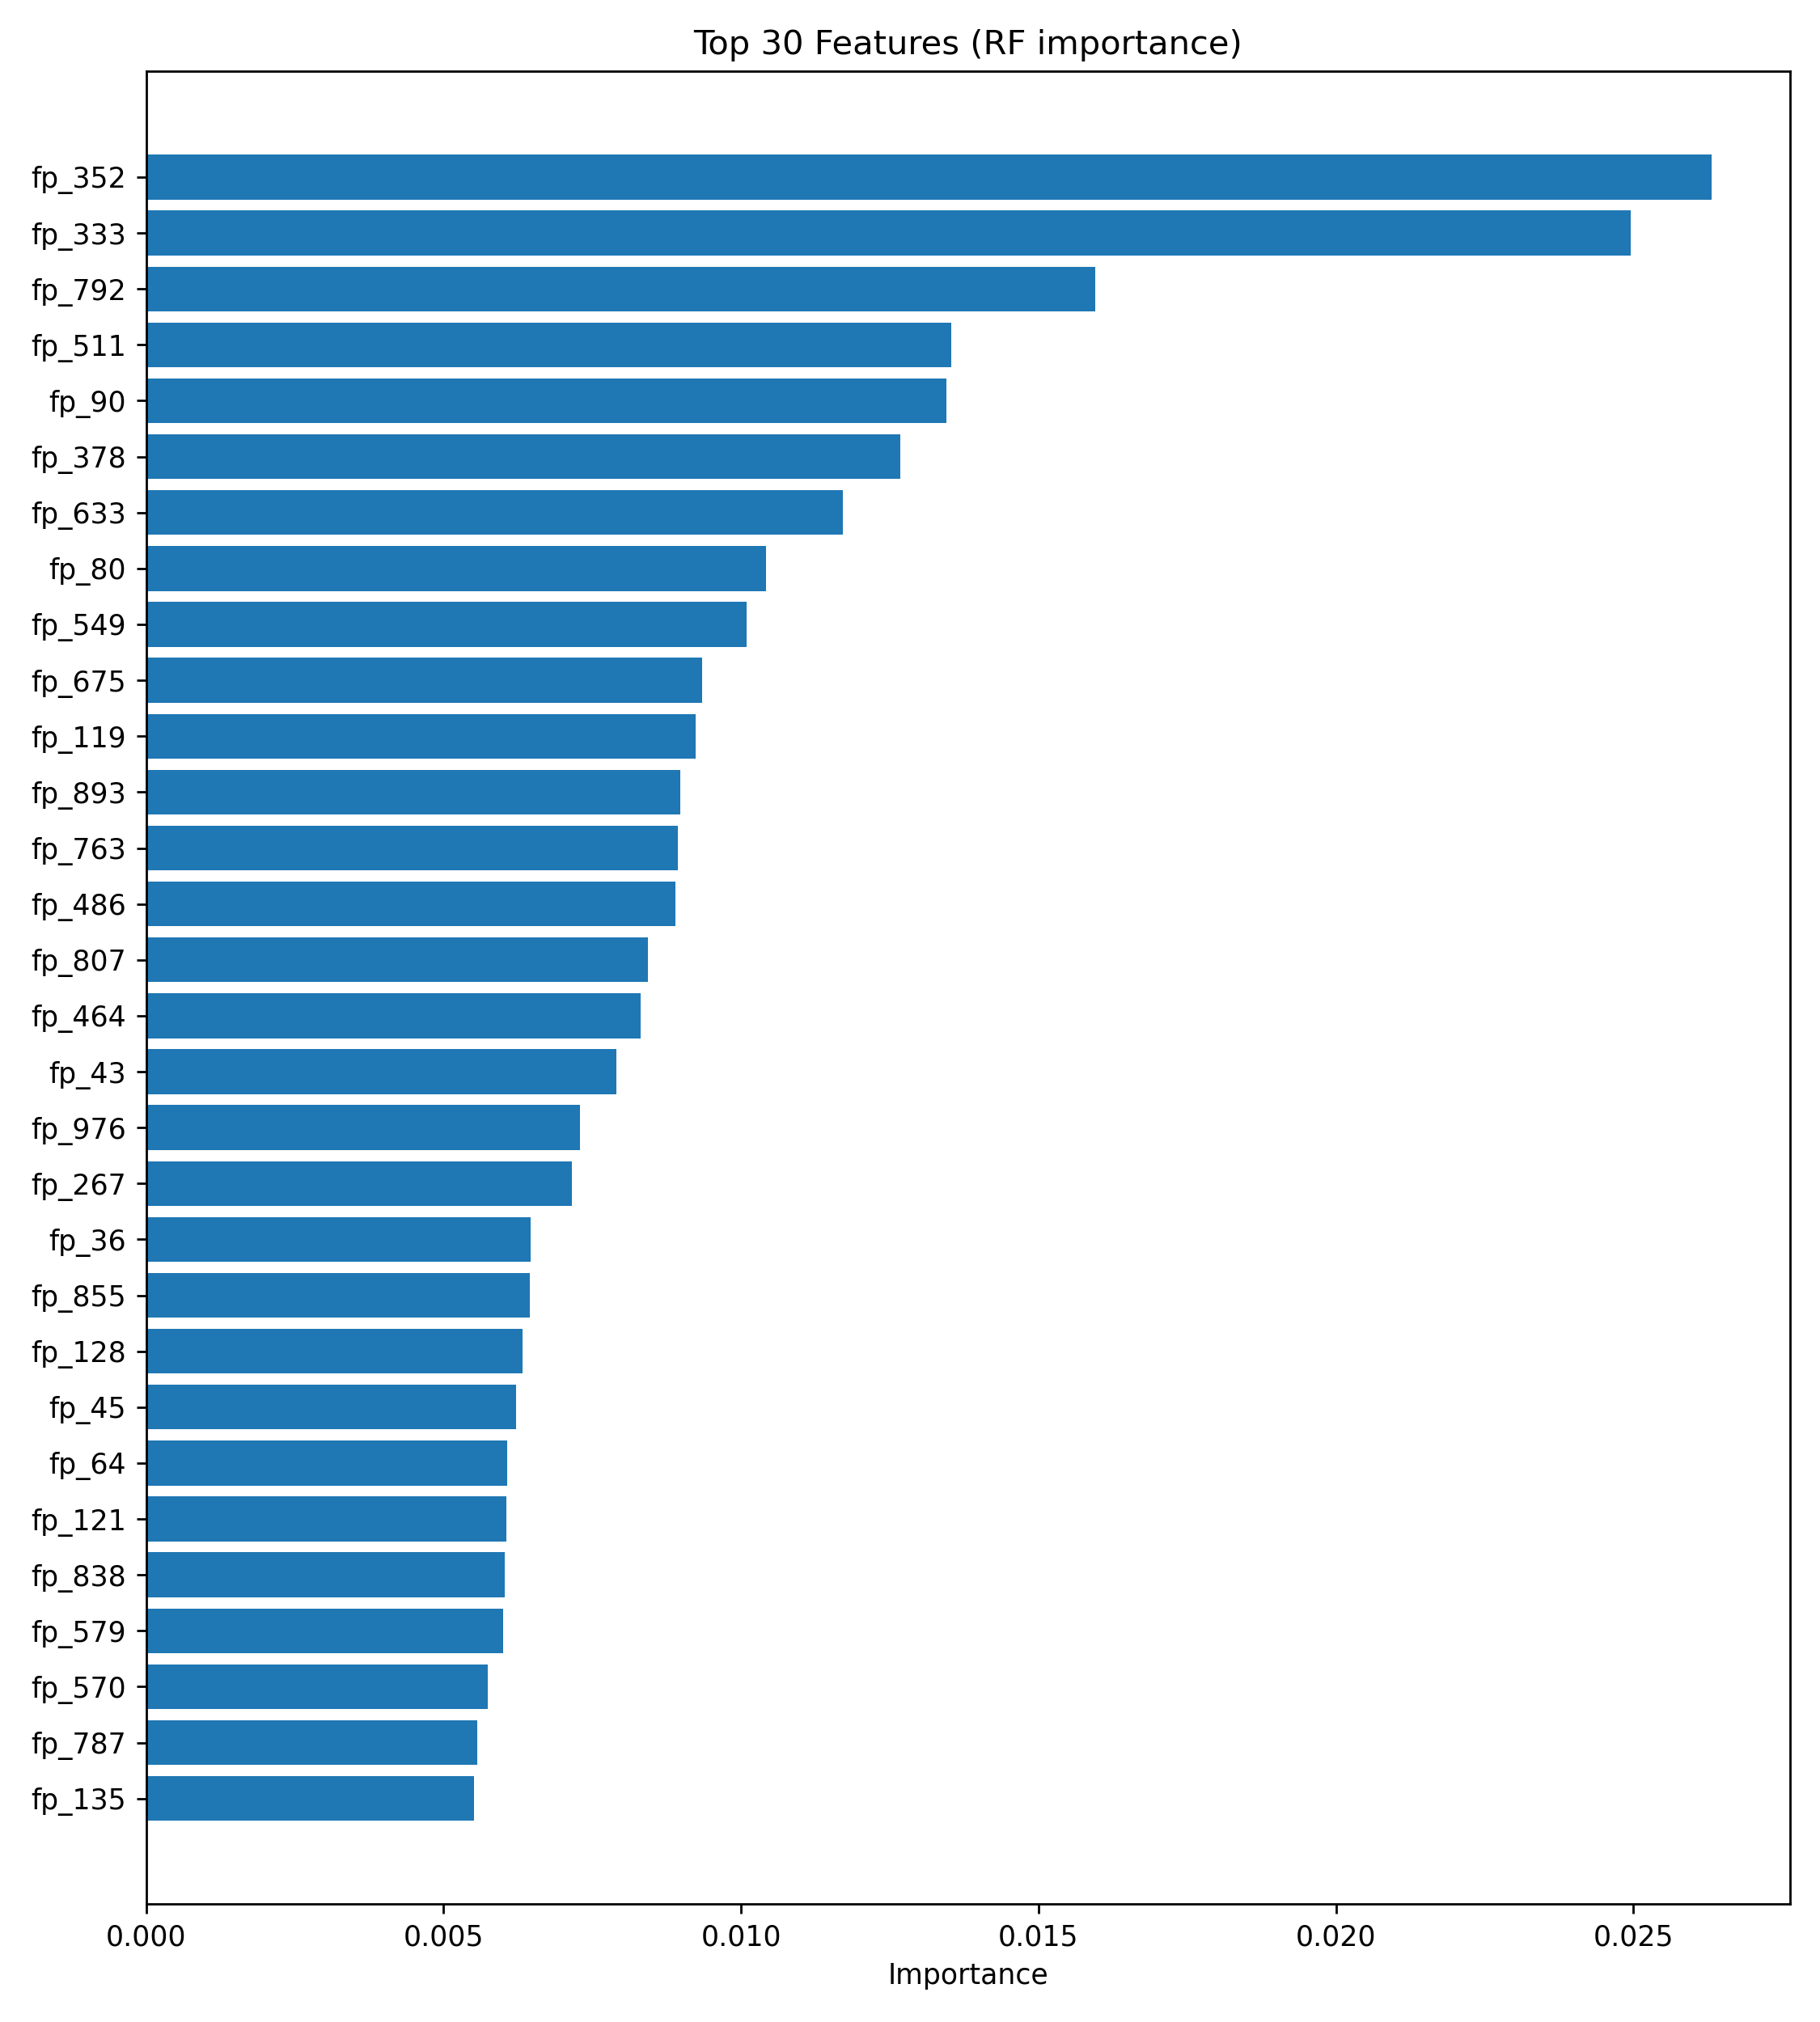 Top 30 Features (RF importance)
fp_352
fp_333
fp_792
fp_511
fp_90
fp_378
fp_633
fp_80
fp_549
fp_675
fp_119
fp_893
fp_763
fp_486
fp_807
fp_464
fp_43
fp_976
fp_267
fp_36
fp_855
fp_128
fp_45
fp_64
fp_121
fp_838
fp_579
fp_570
fp_787
fp_135
0.000 0.005 0.010 0.015 0.020 0.025
Importance